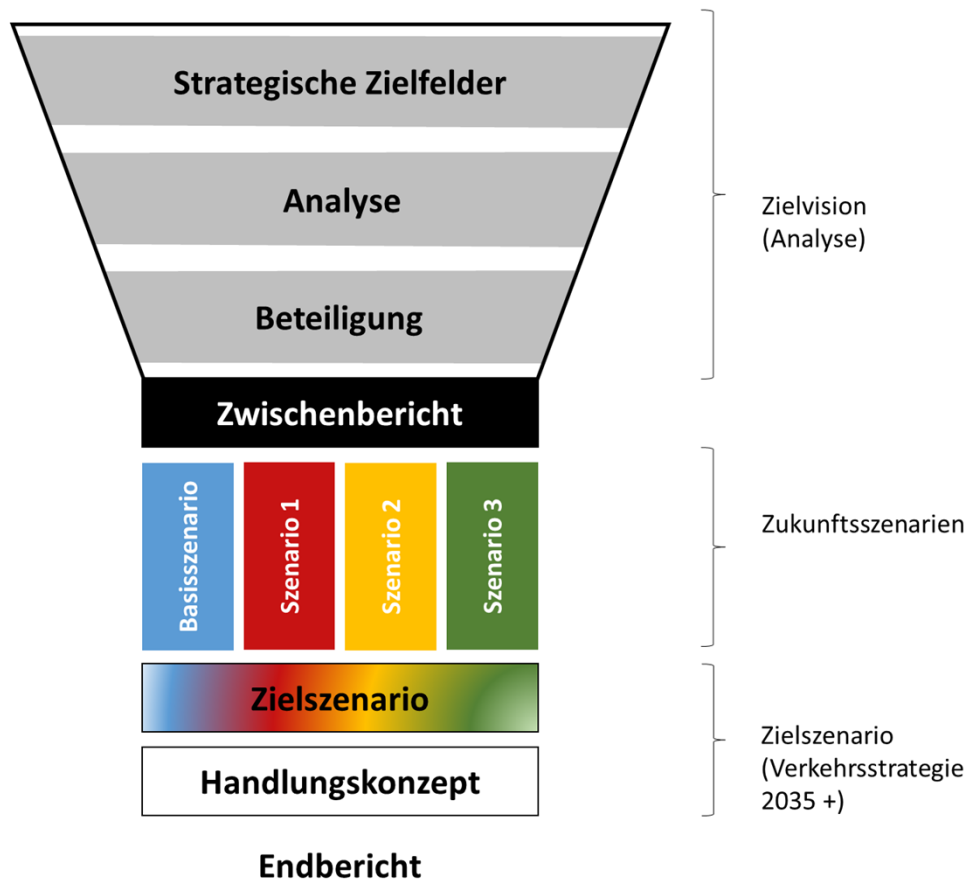 Strategische Zielfelder
Analyse
Beteiligung
Zielvision
(Analyse)
Zwischenbericht
Basisszenario
Szenario 1
Szenario 2
Szenario 3
Zukunftsszenarien
Zielszenario
Handlungskonzept
Zielszenario
(Verkehrsstrategie
2035 +)
Endbericht